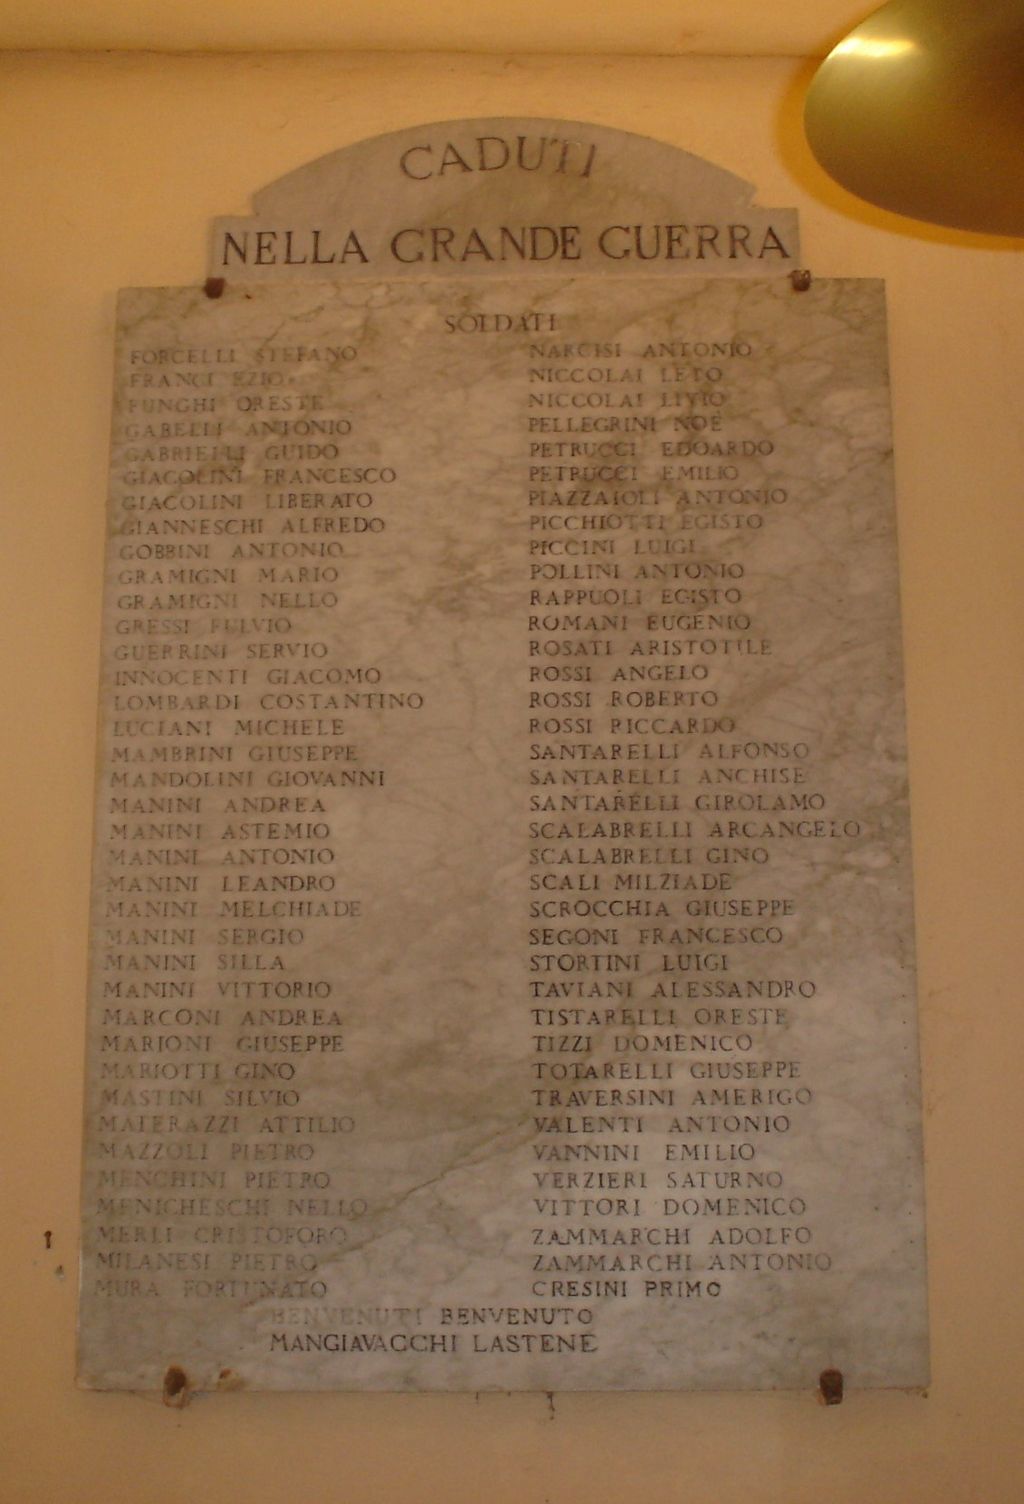 CADUTI
NELLA GRANDE GUERRA
SOLDATI
FORCELLI STEFANO
FRANCI EZIO
FUNGHI ORESTE
GABELLI ANTONIO
GABRIELLI GUIDO
GIACOLINI FRANCESCO
GIACOLINI LIBERATO
GIANNESCHI ALFREDO
GOBBINI ANTONIO
GRAMIGNI MARIO
GRAMIGNI NELLO
GRESSI FULVIO
GUERRINI SERVIO
INNOCENTI GIACOMO
LOMBARDI COSTANTINO
LUCIANI MICHELE
MAMBRINI GIUSEPPE
MANDOLINI GIOVANNI
MANINI ANDREA
MANINI ASTEMIO
MANINI ANTONIO
MANINI LEANDRO
MANINI MELCHIADE
MANINI SERGIO
MANINI SILLA
MANINI VITTORIO
MARCONI ANDREA
MARIONI GIUSEPPE
MARIOTTI GINO
MASTINI SILVIO
MATERAZZI ATTILIO
MAZZOLI PIETRO
MENCHINI PIETRO
MENICHESCHI NELLO
MERLI CRISTOFORO
MILANESI PIETRO
MURA FORTUNATO
NARCISI ANTONIO
NICCOLAI LETO
NICCOLAI LIVIO
PELLEGRINI NOÈ
PETRUCCI EDOARDO
PETRUCCI EMILIO
PIAZZAIOLI ANTONIO
PICCHIOTTI EGISTO
PICCINI LUIGI
POLLINI ANTONIO
RAPPUOLI EGISTO
ROMANI EUGENIO
ROSATI ARISTOTILE
ROSSI ANGELO
ROSSI ROBERTO
ROSSI RICCARDO
SANTARELLI ALFONSO
SANTARELLI ANCHISE
SANTARELLI GIROLAMO
SCALABRELLI ARCANGELO
SCALABRELLI GINO
SCALI MILZIADE
SCROCCHIA GIUSEPPE
SEGONI FRANCESCO
STORTINI LUIGI
TAVIANI ALESSANDRO
TISTARELLI ORESTE
TIZZI DOMENICO
TOTARELLI GIUSEPPE
TRAVERSINI AMERIGO
VALENTI ANTONIO
VANNINI EMILIO
VERZIERI SATURNO
VITTORI DOMENICO
ZAMMARCHI ADOLFO
ZAMMARCHI ANTONIO
CRESINI PRIMO
BENVENUTI BENVENUTO
MANGIAVACCHI LASTENE